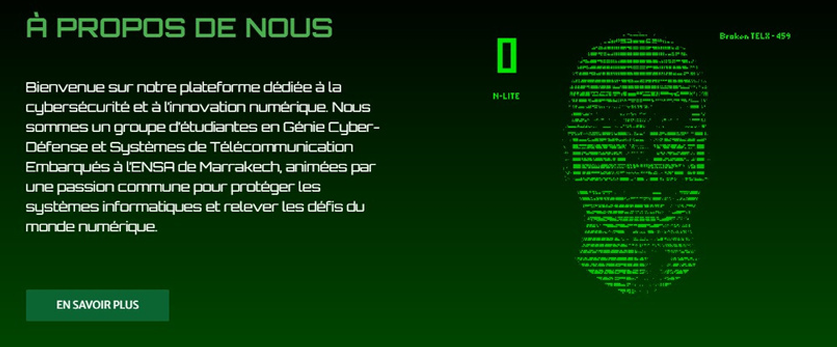 À PROPOS DE NOUS
Bienvenue sur notre plateforme dédiée à la
cybersécurité et à l'innovation numérique. Nous
sommes un groupe d'étudiantes en Génie Cyber-
Défense et Systèmes de Télécommunication
Embarqués à l'ENSA de Marrakech, animées par
une passion commune pour protéger les
systèmes informatiques et relever les défis du
monde numérique.
EN SAVOIR PLUS
0
N-LITE
Broken TELX - 459